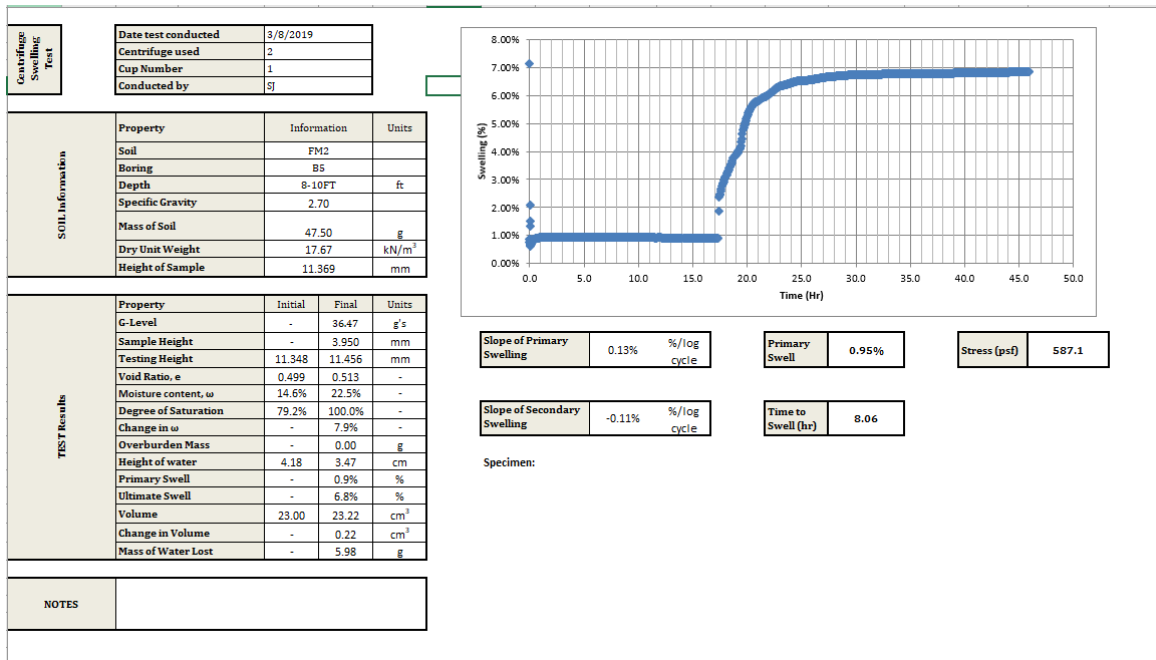 Centrifuge Swelling Test
Date test conducted 3/8/2019
Centrifuge used 2
Cup Number 1
Conducted by SJ
SOIL Information
Property Information Units
Soil FM2
Boring B5
Depth 8-10FT ft
Specific Gravity 2.70
Mass of Soil 47.50 g
Dry Unit Weight 17.67 kN/m³
Height of Sample 11.369 mm
TEST Results
Property Initial Final Units
G-Level - 36.47 g's
Sample Height - 3.950 mm
Testing Height 11.348 11.456 mm
Void Ratio, e 0.499 0.513 -
Moisture content, ω 14.6% 22.5% -
Degree of Saturation 79.2% 100.0% -
Change in ω - 7.9% -
Overburden Mass - 0.00 g
Height of water 4.18 3.47 cm
Primary Swell - 0.9% %
Ultimate Swell - 6.8% %
Volume 23.00 23.22 cm³
Change in Volume - 0.22 cm³
Mass of Water Lost - 5.98 g
NOTES
Swelling (%)
8.00%
7.00%
6.00%
5.00%
4.00%
3.00%
2.00%
1.00%
0.00%
0.0 5.0 10.0 15.0 20.0 25.0 30.0 35.0 40.0 45.0 50.0
Time (Hr)
Slope of Primary Swelling 0.13% %/log cycle
Primary Swell 0.95%
Stress (psf) 587.1
Slope of Secondary Swelling -0.11% %/log cycle
Time to Swell (hr) 8.06
Specimen: